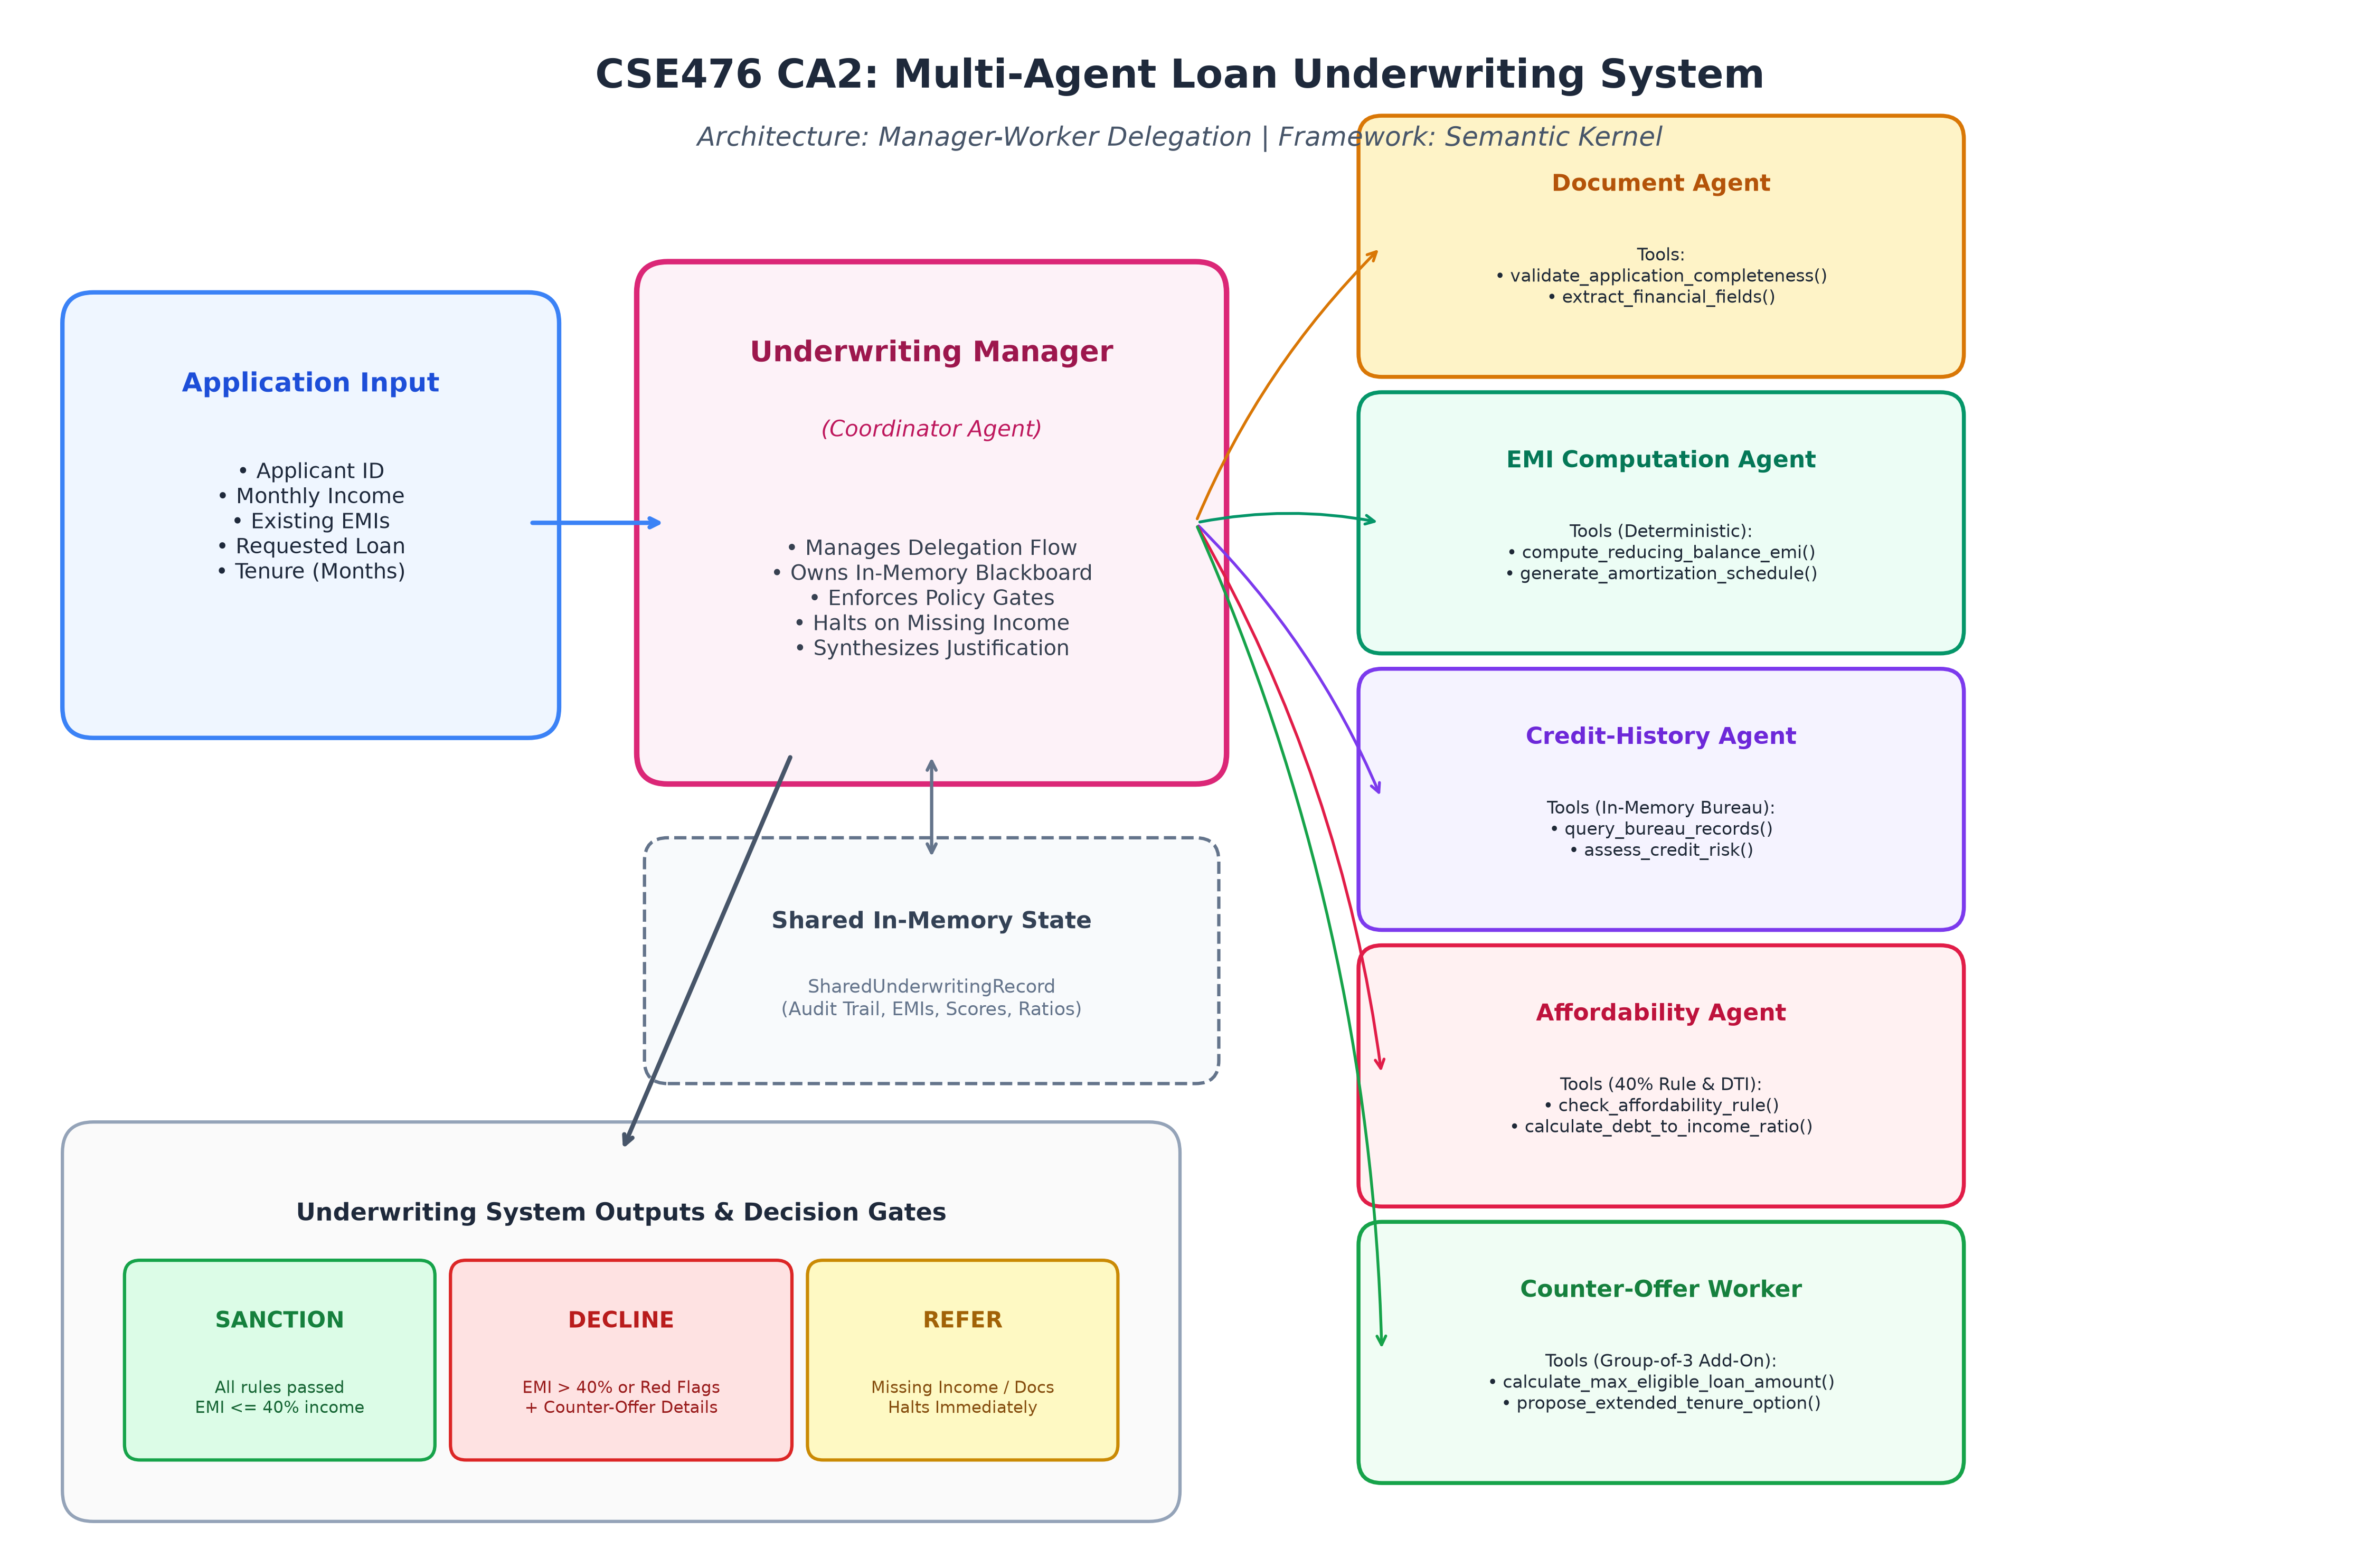 CSE476 CA2: Multi-Agent Loan Underwriting System
Architecture: Manager-Worker Delegation | Framework: Semantic Kernel
Application Input
• Applicant ID
• Monthly Income
• Existing EMIs
• Requested Loan
• Tenure (Months)
Underwriting Manager
(Coordinator Agent)
• Manages Delegation Flow
• Owns In-Memory Blackboard
• Enforces Policy Gates
• Halts on Missing Income
• Synthesizes Justification
Shared In-Memory State
SharedUnderwritingRecord
(Audit Trail, EMIs, Scores, Ratios)
Document Agent
Tools:
• validate_application_completeness()
• extract_financial_fields()
EMI Computation Agent
Tools (Deterministic):
• compute_reducing_balance_emi()
• generate_amortization_schedule()
Credit-History Agent
Tools (In-Memory Bureau):
• query_bureau_records()
• assess_credit_risk()
Affordability Agent
Tools (40% Rule & DTI):
• check_affordability_rule()
• calculate_debt_to_income_ratio()
Counter-Offer Worker
Tools (Group-of-3 Add-On):
• calculate_max_eligible_loan_amount()
• propose_extended_tenure_option()
Underwriting System Outputs & Decision Gates
SANCTION
All rules passed
EMI <= 40% income
DECLINE
EMI > 40% or Red Flags
+ Counter-Offer Details
REFER
Missing Income / Docs
Halts Immediately